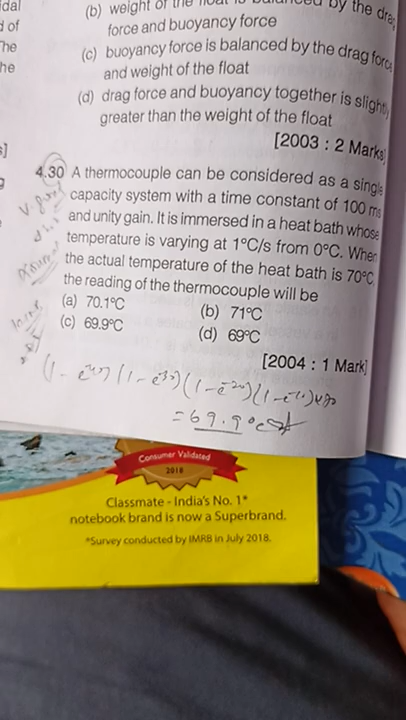 (b) weight of the float is balanced by the drag
force and buoyancy force
(c) buoyancy force is balanced by the drag force
and weight of the float
(d) drag force and buoyancy together is slightly
greater than the weight of the float
[2003 : 2 Marks]
4.30 A thermocouple can be considered as a single
capacity system with a time constant of 100 ms
and unity gain. It is immersed in a heat bath whose
temperature is varying at 1°C/s from 0°C. When
the actual temperature of the heat bath is 70°C,
the reading of the thermocouple will be
(a) 70.1°C (b) 71°C
(c) 69.9°C (d) 69°C
[2004 : 1 Mark]
= 69.90
Consumer Validated
2018
Classmate - India's No. 1*
notebook brand is now a Superbrand.
*Survey conducted by IMRB in July 2018.